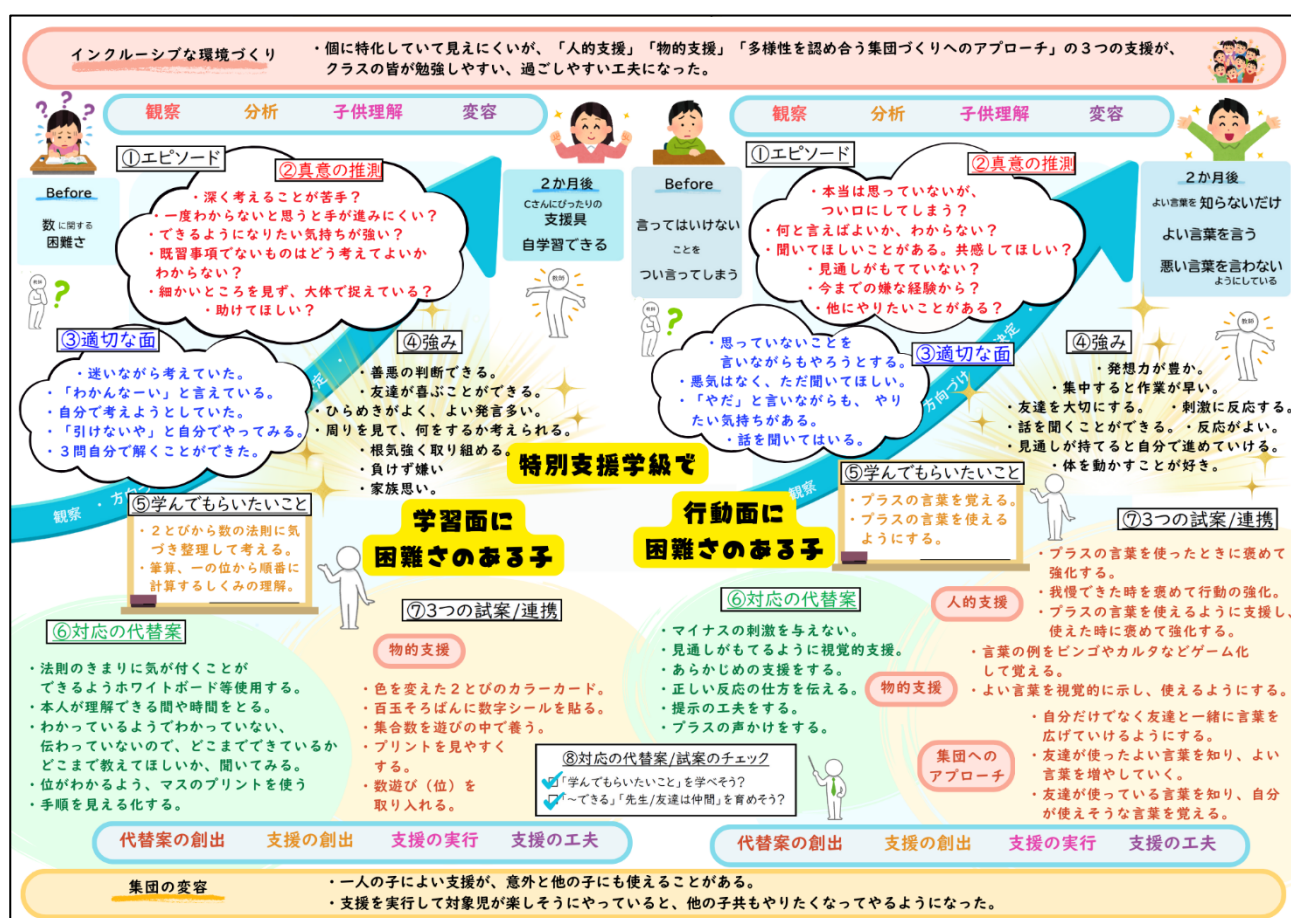 インクルーシブな環境づくり
・個に特化していて見えにくいが、「人的支援」「物的支援」「多様性を認め合う集団づくりへのアプローチ」の３つの支援が、
クラスの皆が勉強しやすい、過ごしやすい工夫になった。
観察 分析 子供理解 変容
①エピソード
②真意の推測
・深く考えることが苦手？
・一度わからないと思うと手が進みにくい？
・できるようになりたい気持ちが強い？
・既習事項でないものはどう考えてよいか
わからない？
・細かいところを見ず、大体で捉えている？
・助けてほしい？
Before
数に関する
困難さ
教師
２か月後
Cさんにぴったりの
支援具
自学習できる
教師
③適切な面
・迷いながら考えていた。
・「わかんなーい」と言えている。
・自分で考えようとしていた。
・「引けないや」と自分でやってみる。
・３問自分で解くことができた。
④強み
・善悪の判断できる。
・友達が喜ぶことができる。
・ひらめきがよく、よい発言多い。
・周りを見て、何をするか考えられる。
・根気強く取り組める。
・負けず嫌い
・家族思い。
観察 ・ 方向づ
定 ・
⑤学んでもらいたいこと
・２とびから数の法則に気
づき整理して考える。
・筆算、一の位から順番に
計算するしくみの理解。
特別支援学級で
学習面に
困難さのある子
⑥対応の代替案
・法則のきまりに気が付くことが
できるようホワイトボード等使用する。
・本人が理解できる間や時間をとる。
・わかっているようでわかっていない、
伝わっていないので、どこまでできているか
どこまで教えてほしいか、聞いてみる。
・位がわかるよう、マスのプリントを使う
・手順を見える化する。
⑦3つの試案/連携
物的支援
・色を変えた２とびのカラーカード。
・百玉そろばんに数字シールを貼る。
・集合数を遊びの中で養う。
・プリントを見やすく
する。
・数遊び（位）を
取り入れる。
代替案の創出 支援の創出 支援の実行 支援の工夫
観察 分析 子供理解 変容
①エピソード
②真意の推測
・本当は思っていないが、
つい口にしてしまう？
・何と言えばよいか、わからない？
・聞いてほしいことがある。共感してほしい？
・見通しがもてていない？
・今までの嫌な経験から？
・他にやりたいことがある？
Before
言ってはいけない
ことを
つい言ってしまう
教師
２か月後
よい言葉を知らないだけ
よい言葉を言う
悪い言葉を言わない
ようにしている
教師
③適切な面
・思っていないことを
言いながらもやろうとする。
・悪気はなく、ただ聞いてほしい。
・「やだ」と言いながらも、やり
たい気持ちがある。
・話を聞いてはいる。
④強み
・発想力が豊か。
・集中すると作業が早い。
・友達を大切にする。 ・刺激に反応する。
・話を聞くことができる。 ・反応がよい。
・見通しが持てると自分で進めていける。
・体を動かすことが好き。
観察
方向づけ
定 ・
⑤学んでもらいたいこと
・プラスの言葉を覚える。
・プラスの言葉を使える
ようにする。
行動面に
困難さのある子
⑥対応の代替案
・マイナスの刺激を与えない。
・見通しがもてるように視覚的支援。
・あらかじめの支援をする。
・正しい反応の仕方を伝える。
・提示の工夫をする。
・プラスの声かけをする。
⑦3つの試案/連携
人的支援
・プラスの言葉を使ったときに褒めて
強化する。
・我慢できた時を褒めて行動の強化。
・プラスの言葉を使えるように支援し、
使えた時に褒めて強化する。
物的支援
・言葉の例をビンゴやカルタなどゲーム化
して覚える。
・よい言葉を視覚的に示し、使えるようにする。
集団への
アプローチ
・自分だけでなく友達と一緒に言葉を
広げていけるようにする。
・友達が使ったよい言葉を知り、よい
言葉を増やしていく。
・友達が使っている言葉を知り、自分
が使えそうな言葉を覚える。
⑧対応の代替案/試案のチェック
「学んでもらいたいこと」を学べそう？
「～できる」「先生/友達は仲間」を育めそう？
代替案の創出 支援の創出 支援の実行 支援の工夫
集団の変容
・一人の子によい支援が、意外と他の子にも使えることがある。
・支援を実行して対象児が楽しそうにやっていると、他の子共もやりたくなってやるようになった。